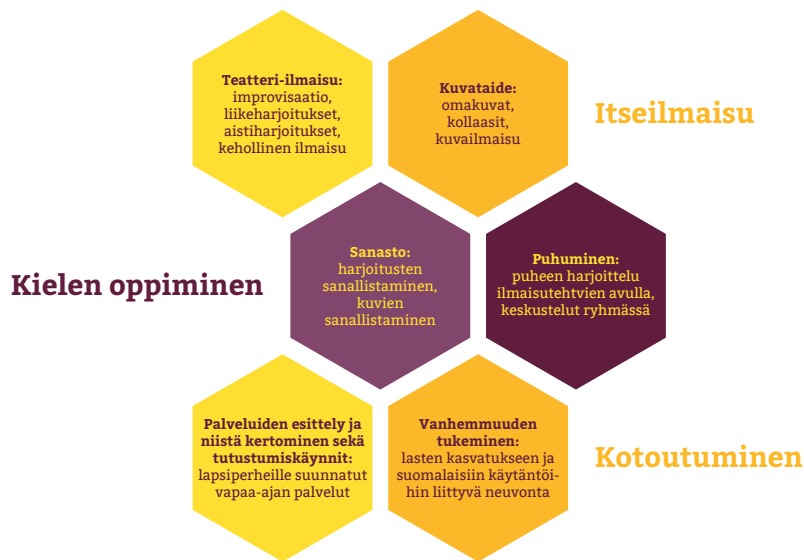 Teatteri-ilmaisu:
improvisaatio,
liikeharjoitukset,
aistiharjoitukset,
kehollinen ilmaisu
Kuvataide:
omakuvat,
kollaasit,
kuvailmaisu
Itseilmaisu
Kielen oppiminen
Sanasto:
harjoitusten
sanallistaminen,
kuvien
sanallistaminen
Puhuminen:
puheen harjoittelu
ilmaisutehtvien avulla,
keskustelut ryhmässä
Palveluiden esittely ja
niistä kertominen sekä
tutustumiskäynnit:
lapsiperheille suunnatut
vapaa-ajan palvelut
Vanhemmuuden
tukeminen:
lasten kasvatukseen ja
suomalaisiin käytäntöi-
hin liittyvä neuvonta
Kotoutuminen